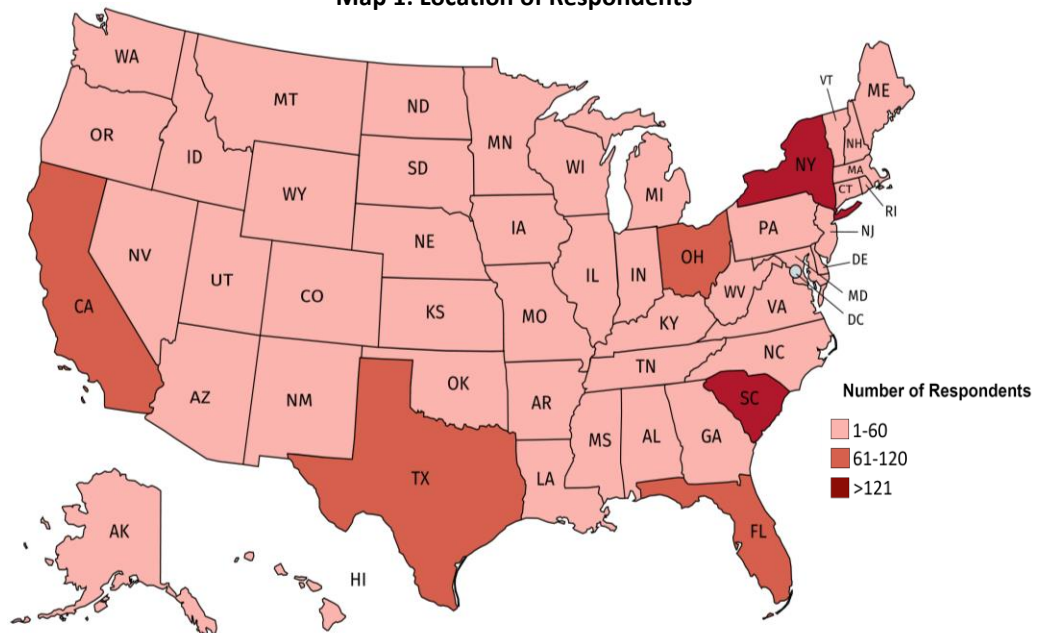 Map 1: Location of Respondents
WA
MT
ND
MN
VT
ME
OR
ID
SD
WI
NH
NY
MA
WY
MI
CT
RI
IA
PA
NE
NJ
NV
OH
IL
IN
UT
DE
CO
WV
CA
KS
MO
VA
MD
KY
DC
NC
TN
OK
AZ
NM
AR
SC
Number of Respondents
MS
AL
GA
1-60
61-120
>121
TX
LA
FL
AK
HI